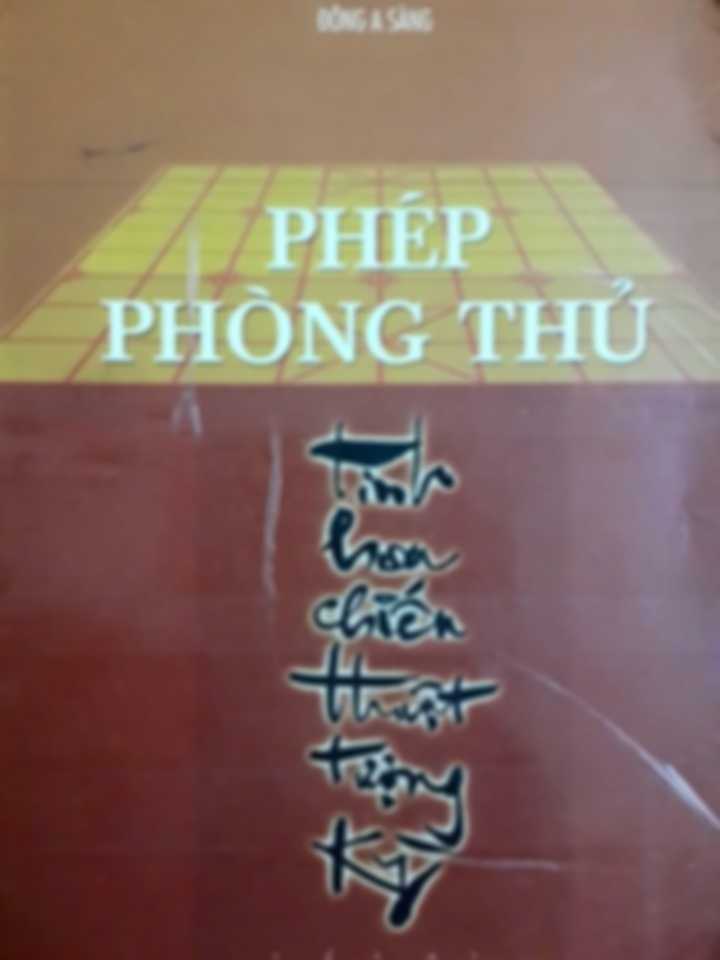 ĐÔNG A SÁNG
PHÉP
PHÒNG THỦ
Tinh
hoa
chiến
thuật
tượng
Kỳ